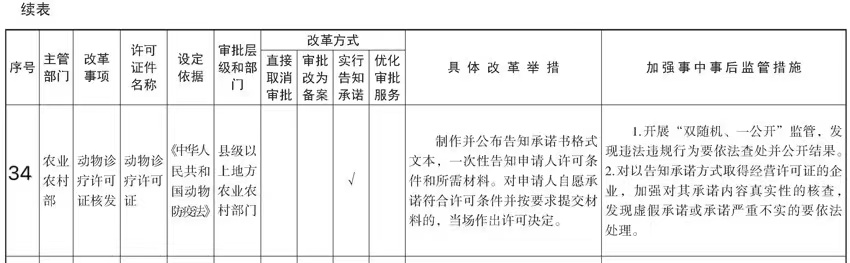 续表
序号
主管
部门
改革
事项
许可
证件
名称
设定
依据
审批层
级和部
门
改革方式
直接
取消
审批
审批
改为
备案
实行
告知
承诺
优化
审批
服务
具体改革举措
加强事中事后监管措施
34
农业
农村
部
动物诊
疗许可
证核发
动物诊
疗许可
证
《中华人
民共和
国动物
防疫法》
县级以
上地方
农业农
村部门
√
制作并公布告知承诺书格式
文本，一次性告知申请人许可条
件和所需材料。对申请人自愿承
诺符合许可条件并按要求提交材
料的，当场作出许可决定。
1.开展“双随机、一公开”监管，发
现违法违规行为要依法查处并公开结果。
2.对以告知承诺方式取得经营许可证的企
业，加强对其承诺内容真实性的核查，
发现虚假承诺或承诺严重不实的要依法
处理。